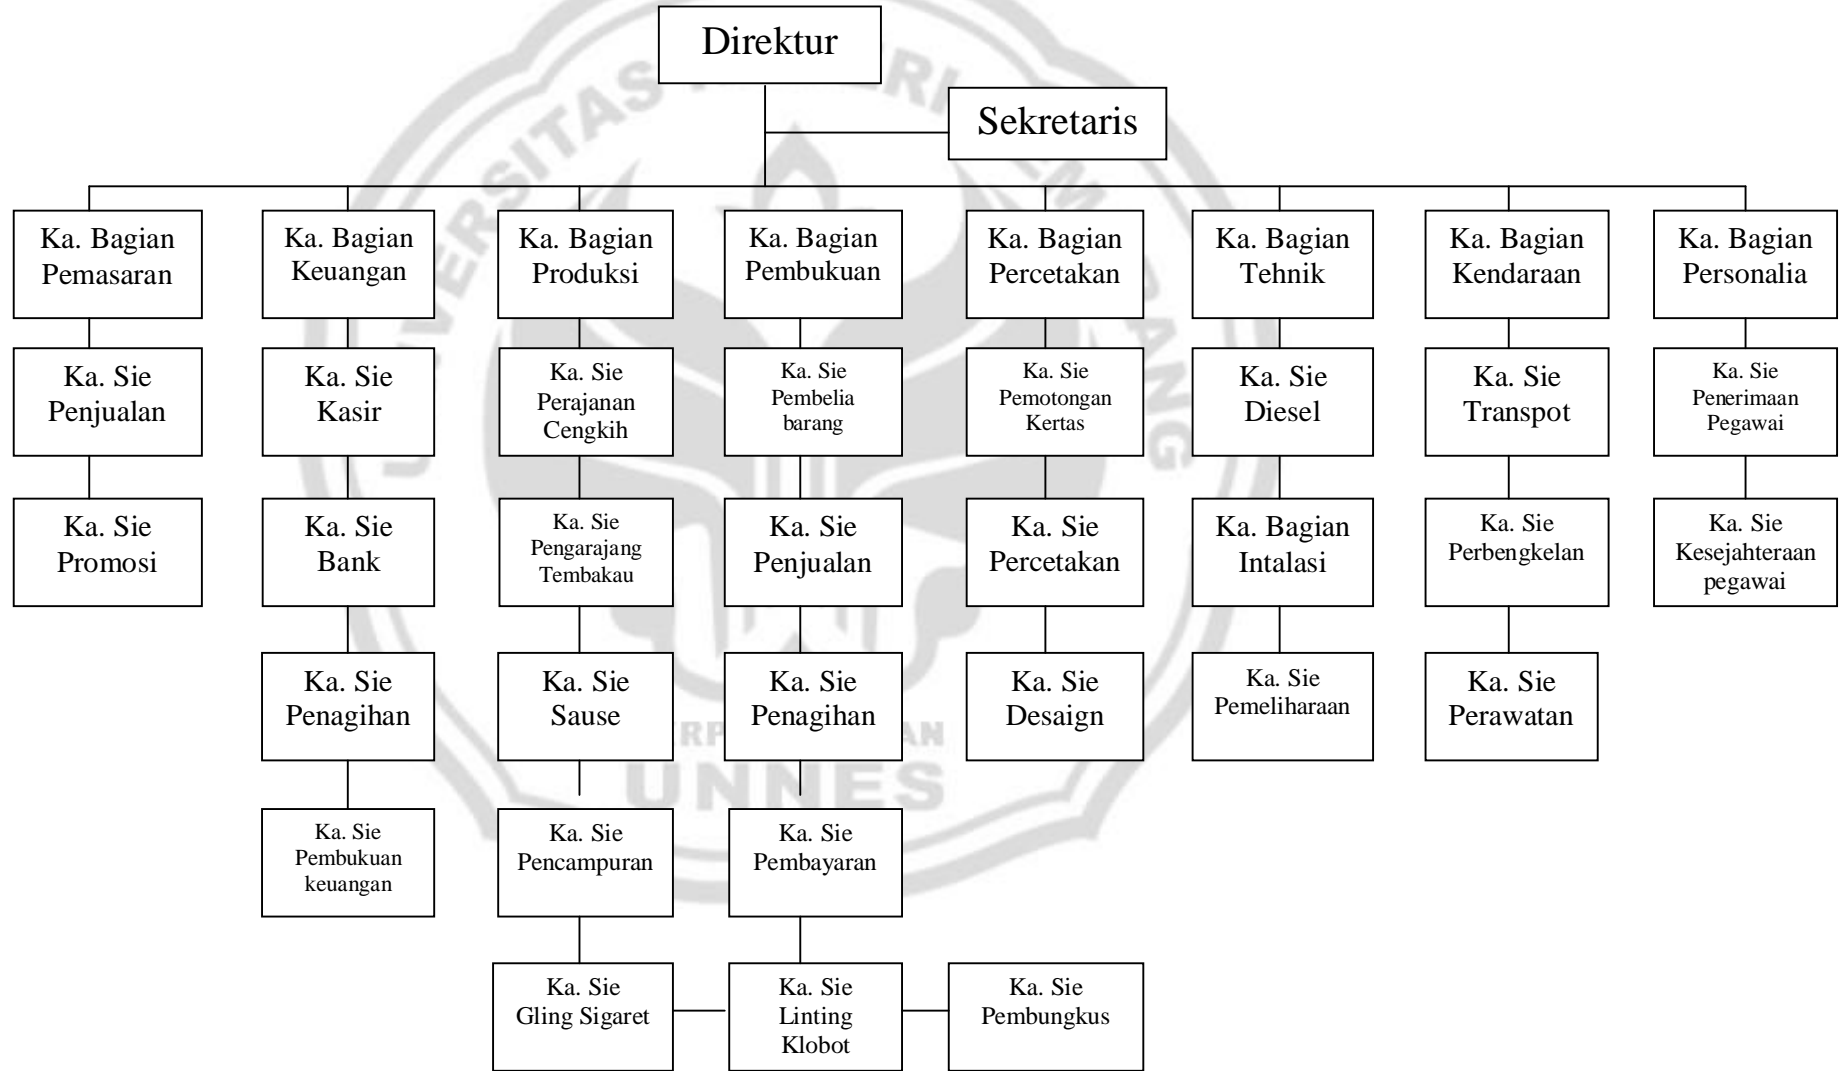 Direktur
Sekretaris
Ka. Bagian
Pemasaran
Ka. Bagian
Keuangan
Ka. Bagian
Produksi
Ka. Bagian
Pembukuan
Ka. Bagian
Percetakan
Ka. Bagian
Tehnik
Ka. Bagian
Kendaraan
Ka. Bagian
Personalia
Ka. Sie
Penjualan
Ka. Sie
Kasir
Ka. Sie
Perajanan
Cengkih
Ka. Sie
Pembelia
barang
Ka. Sie
Pemotongan
Kertas
Ka. Sie
Diesel
Ka. Sie
Transpot
Ka. Sie
Penerimaan
Pegawai
Ka. Sie
Promosi
Ka. Sie
Bank
Ka. Sie
Pengarajang
Tembakau
Ka. Sie
Penjualan
Ka. Sie
Percetakan
Ka. Bagian
Intalasi
Ka. Sie
Perbengkelan
Ka. Sie
Kesejahteraan
pegawai
Ka. Sie
Penagihan
Ka. Sie
Sause
Ka. Sie
Penagihan
Ka. Sie
Desaign
Ka. Sie
Pemeliharaan
Ka. Sie
Perawatan
Ka. Sie
Pembukuan
keuangan
Ka. Sie
Pencampuran
Ka. Sie
Pembayaran
Ka. Sie
Gling Sigaret
Ka. Sie
Linting
Klobot
Ka. Sie
Pembungkus
UNNES